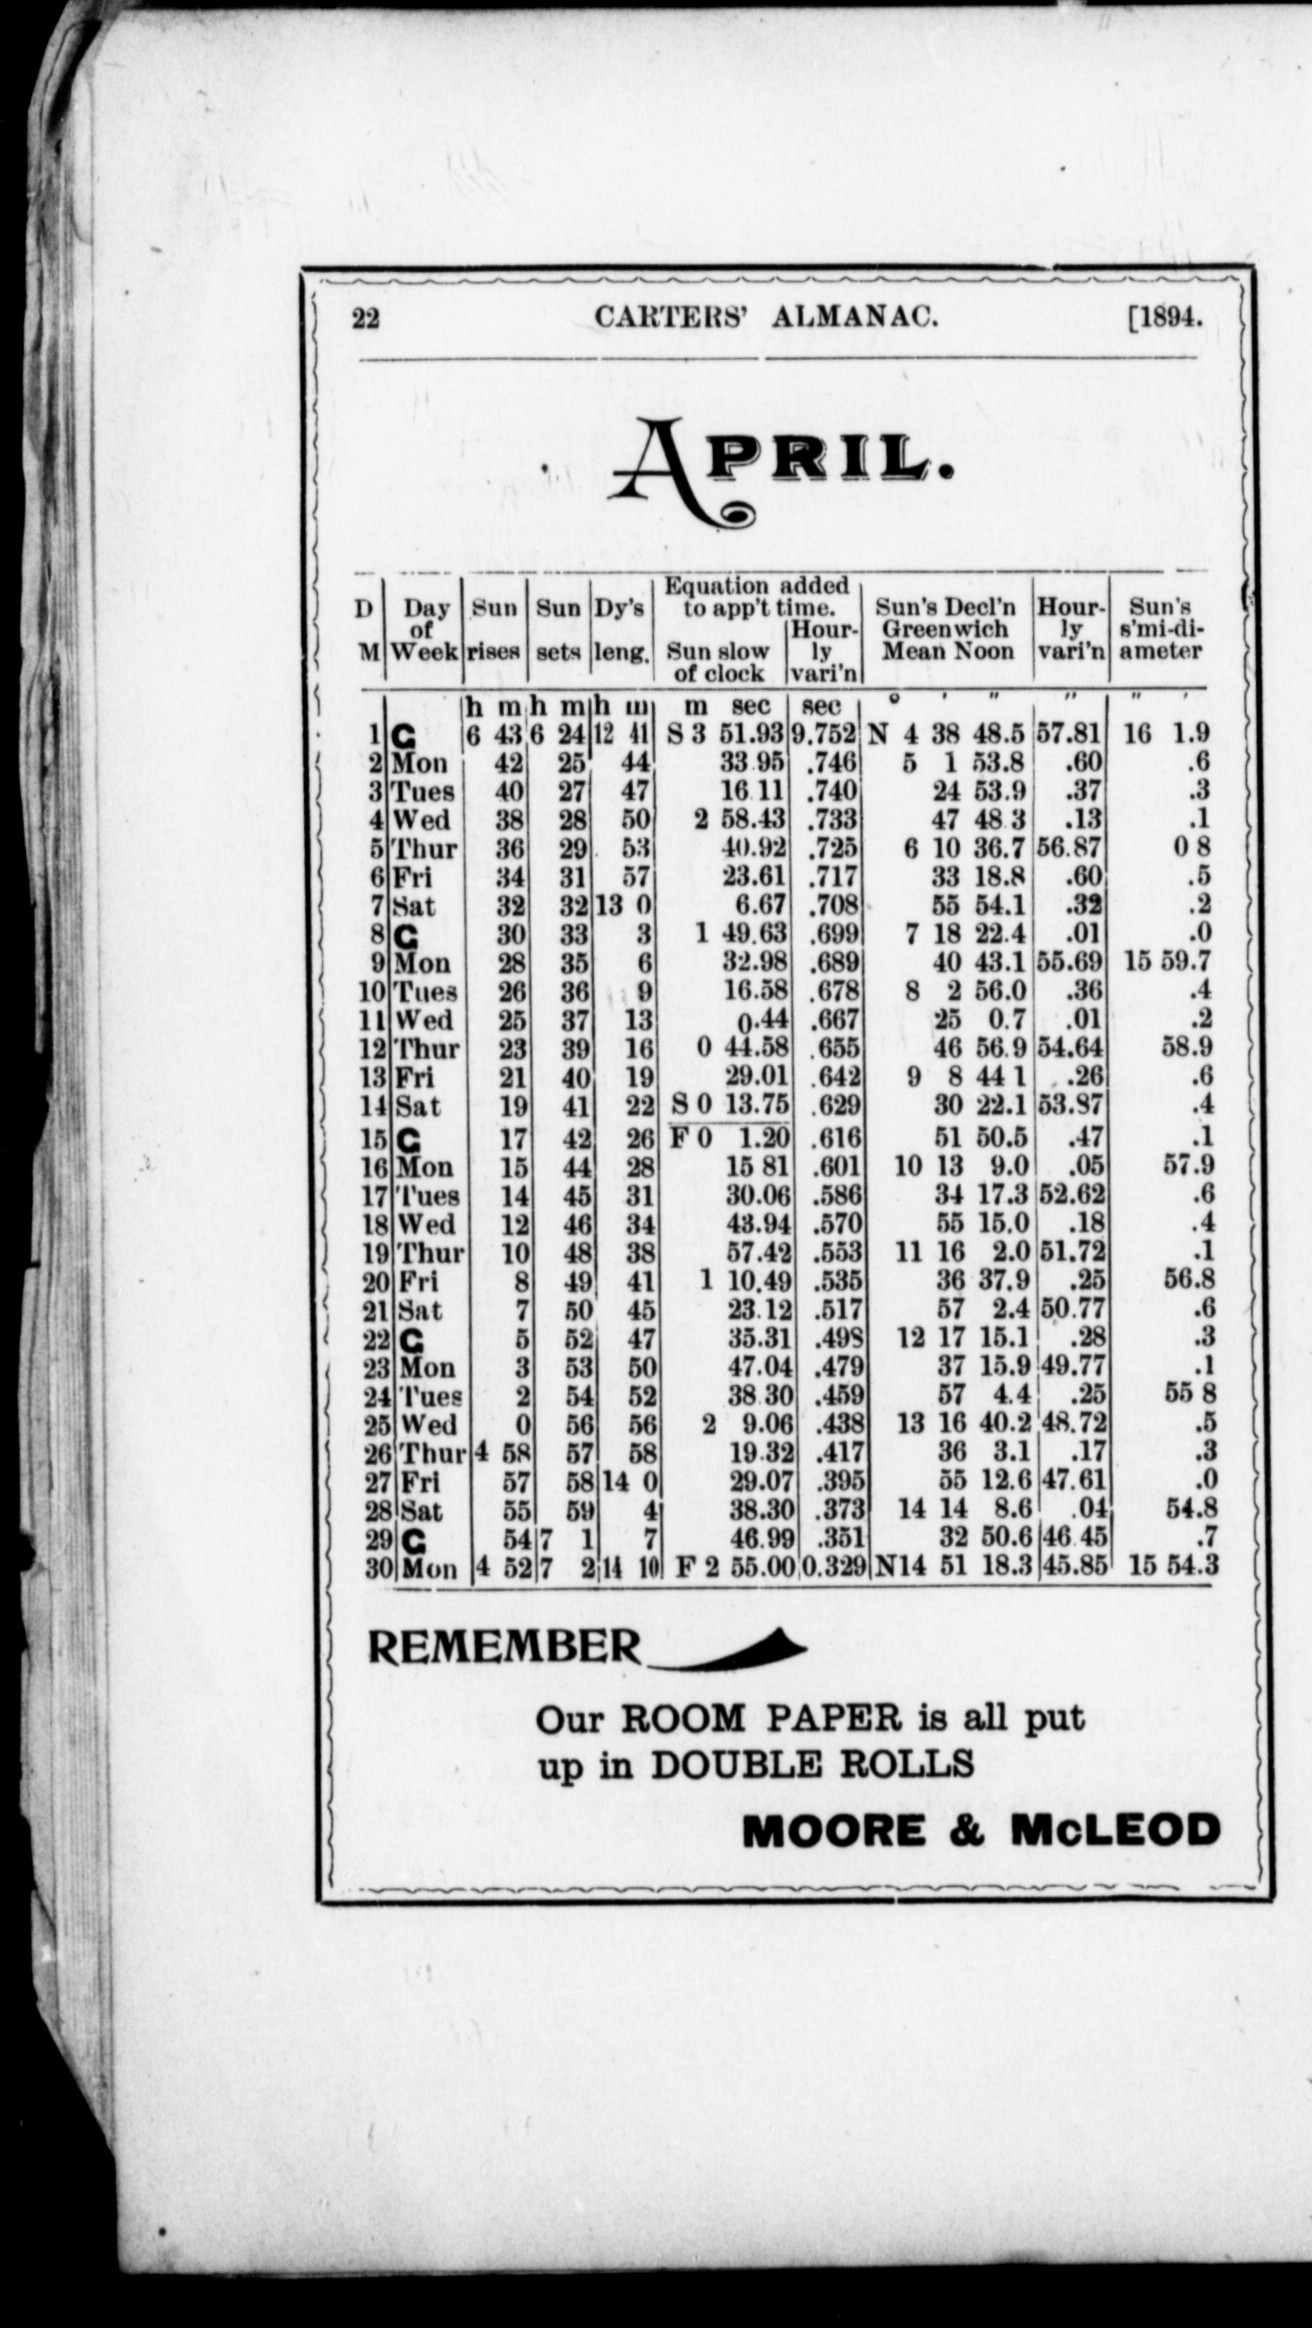 22 CARTERS' ALMANAC. [1894.
APRIL.
Equation added
D Day Sun Sun Dy's to app't time. Sun's Decl'n Hour- Sun's
of Hour- Greenwich ly s'mi-di-
M Week rises sets leng. Sun slow ly Mean Noon vari'n ameter
of clock vari'n
h m h m h m m sec sec ° ' " " " '
1 G 6 43 6 24 12 41 S 3 51.93 9.752 N 4 38 48.5 57.81 16 1.9
2 Mon 42 25 44 33 95 .746 5 1 53.8 .60 .6
3 Tues 40 27 47 16 11 .740 24 53.9 .37 .3
4 Wed 38 28 50 2 58.43 .733 47 48 3 .13 .1
5 Thur 36 29 53 40.92 .725 6 10 36.7 56.87 0 8
6 Fri 34 31 57 23.61 .717 33 18.8 .60 .5
7 Sat 32 32 13 0 6.67 .708 55 54.1 .32 .2
8 G 30 33 3 1 49.63 .699 7 18 22.4 .01 .0
9 Mon 28 35 6 32.98 .689 40 43.1 55.69 15 59.7
10 Tues 26 36 9 16.58 .678 8 2 56.0 .36 .4
11 Wed 25 37 13 0.44 .667 25 0.7 .01 .2
12 Thur 23 39 16 0 44.58 .655 46 56.9 54.64 58.9
13 Fri 21 40 19 29.01 .642 9 8 44 1 .26 .6
14 Sat 19 41 22 S 0 13.75 .629 30 22.1 53.87 .4
15 G 17 42 26 F 0 1.20 .616 51 50.5 .47 .1
16 Mon 15 44 28 15 81 .601 10 13 9.0 .05 57.9
17 Tues 14 45 31 30.06 .586 34 17.3 52.62 .6
18 Wed 12 46 34 43.94 .570 55 15.0 .18 .4
19 Thur 10 48 38 57.42 .553 11 16 2.0 51.72 .1
20 Fri 8 49 41 1 10.49 .535 36 37.9 .25 56.8
21 Sat 7 50 45 23.12 .517 57 2.4 50.77 .6
22 G 5 52 47 35.31 .498 12 17 15.1 .28 .3
23 Mon 3 53 50 47.04 .479 37 15.9 49.77 .1
24 Tues 2 54 52 38 30 .459 57 4.4 .25 55 8
25 Wed 0 56 56 2 9.06 .438 13 16 40.2 48.72 .5
26 Thur 4 58 57 58 19.32 .417 36 3.1 .17 .3
27 Fri 57 58 14 0 29.07 .395 55 12.6 47.61 .0
28 Sat 55 59 4 38.30 .373 14 14 8.6 .04 54.8
29 G 54 7 1 7 46.99 .351 32 50.6 46 45 .7
30 Mon 4 52 7 2 14 10 F 2 55.00 0.329 N14 51 18.3 45.85 15 54.3
REMEMBER
Our ROOM PAPER is all put
up in DOUBLE ROLLS
MOORE & McLEOD